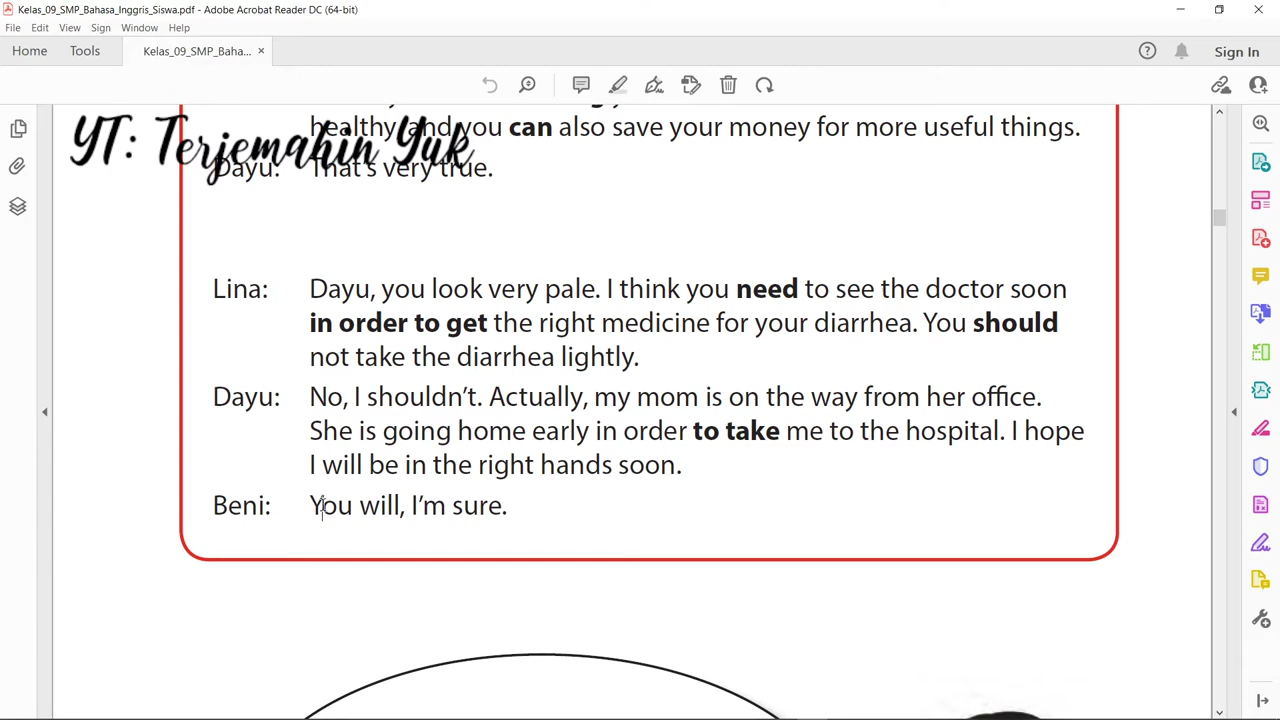 Kelas_09_SMP_Bahasa_Inggris_Siswa.pdf - Adobe Acrobat Reader DC (64-bit)
File Edit View Sign Window Help
Home Tools Kelas_09_SMP_Baha... × Sign In
YT: Terjemahin Yuk
healthy and you can also save your money for more useful things.
Dayu: That's very true.
Lina: Dayu, you look very pale. I think you need to see the doctor soon
in order to get the right medicine for your diarrhea. You should
not take the diarrhea lightly.
Dayu: No, I shouldn't. Actually, my mom is on the way from her office.
She is going home early in order to take me to the hospital. I hope
I will be in the right hands soon.
Beni: You will, I'm sure.